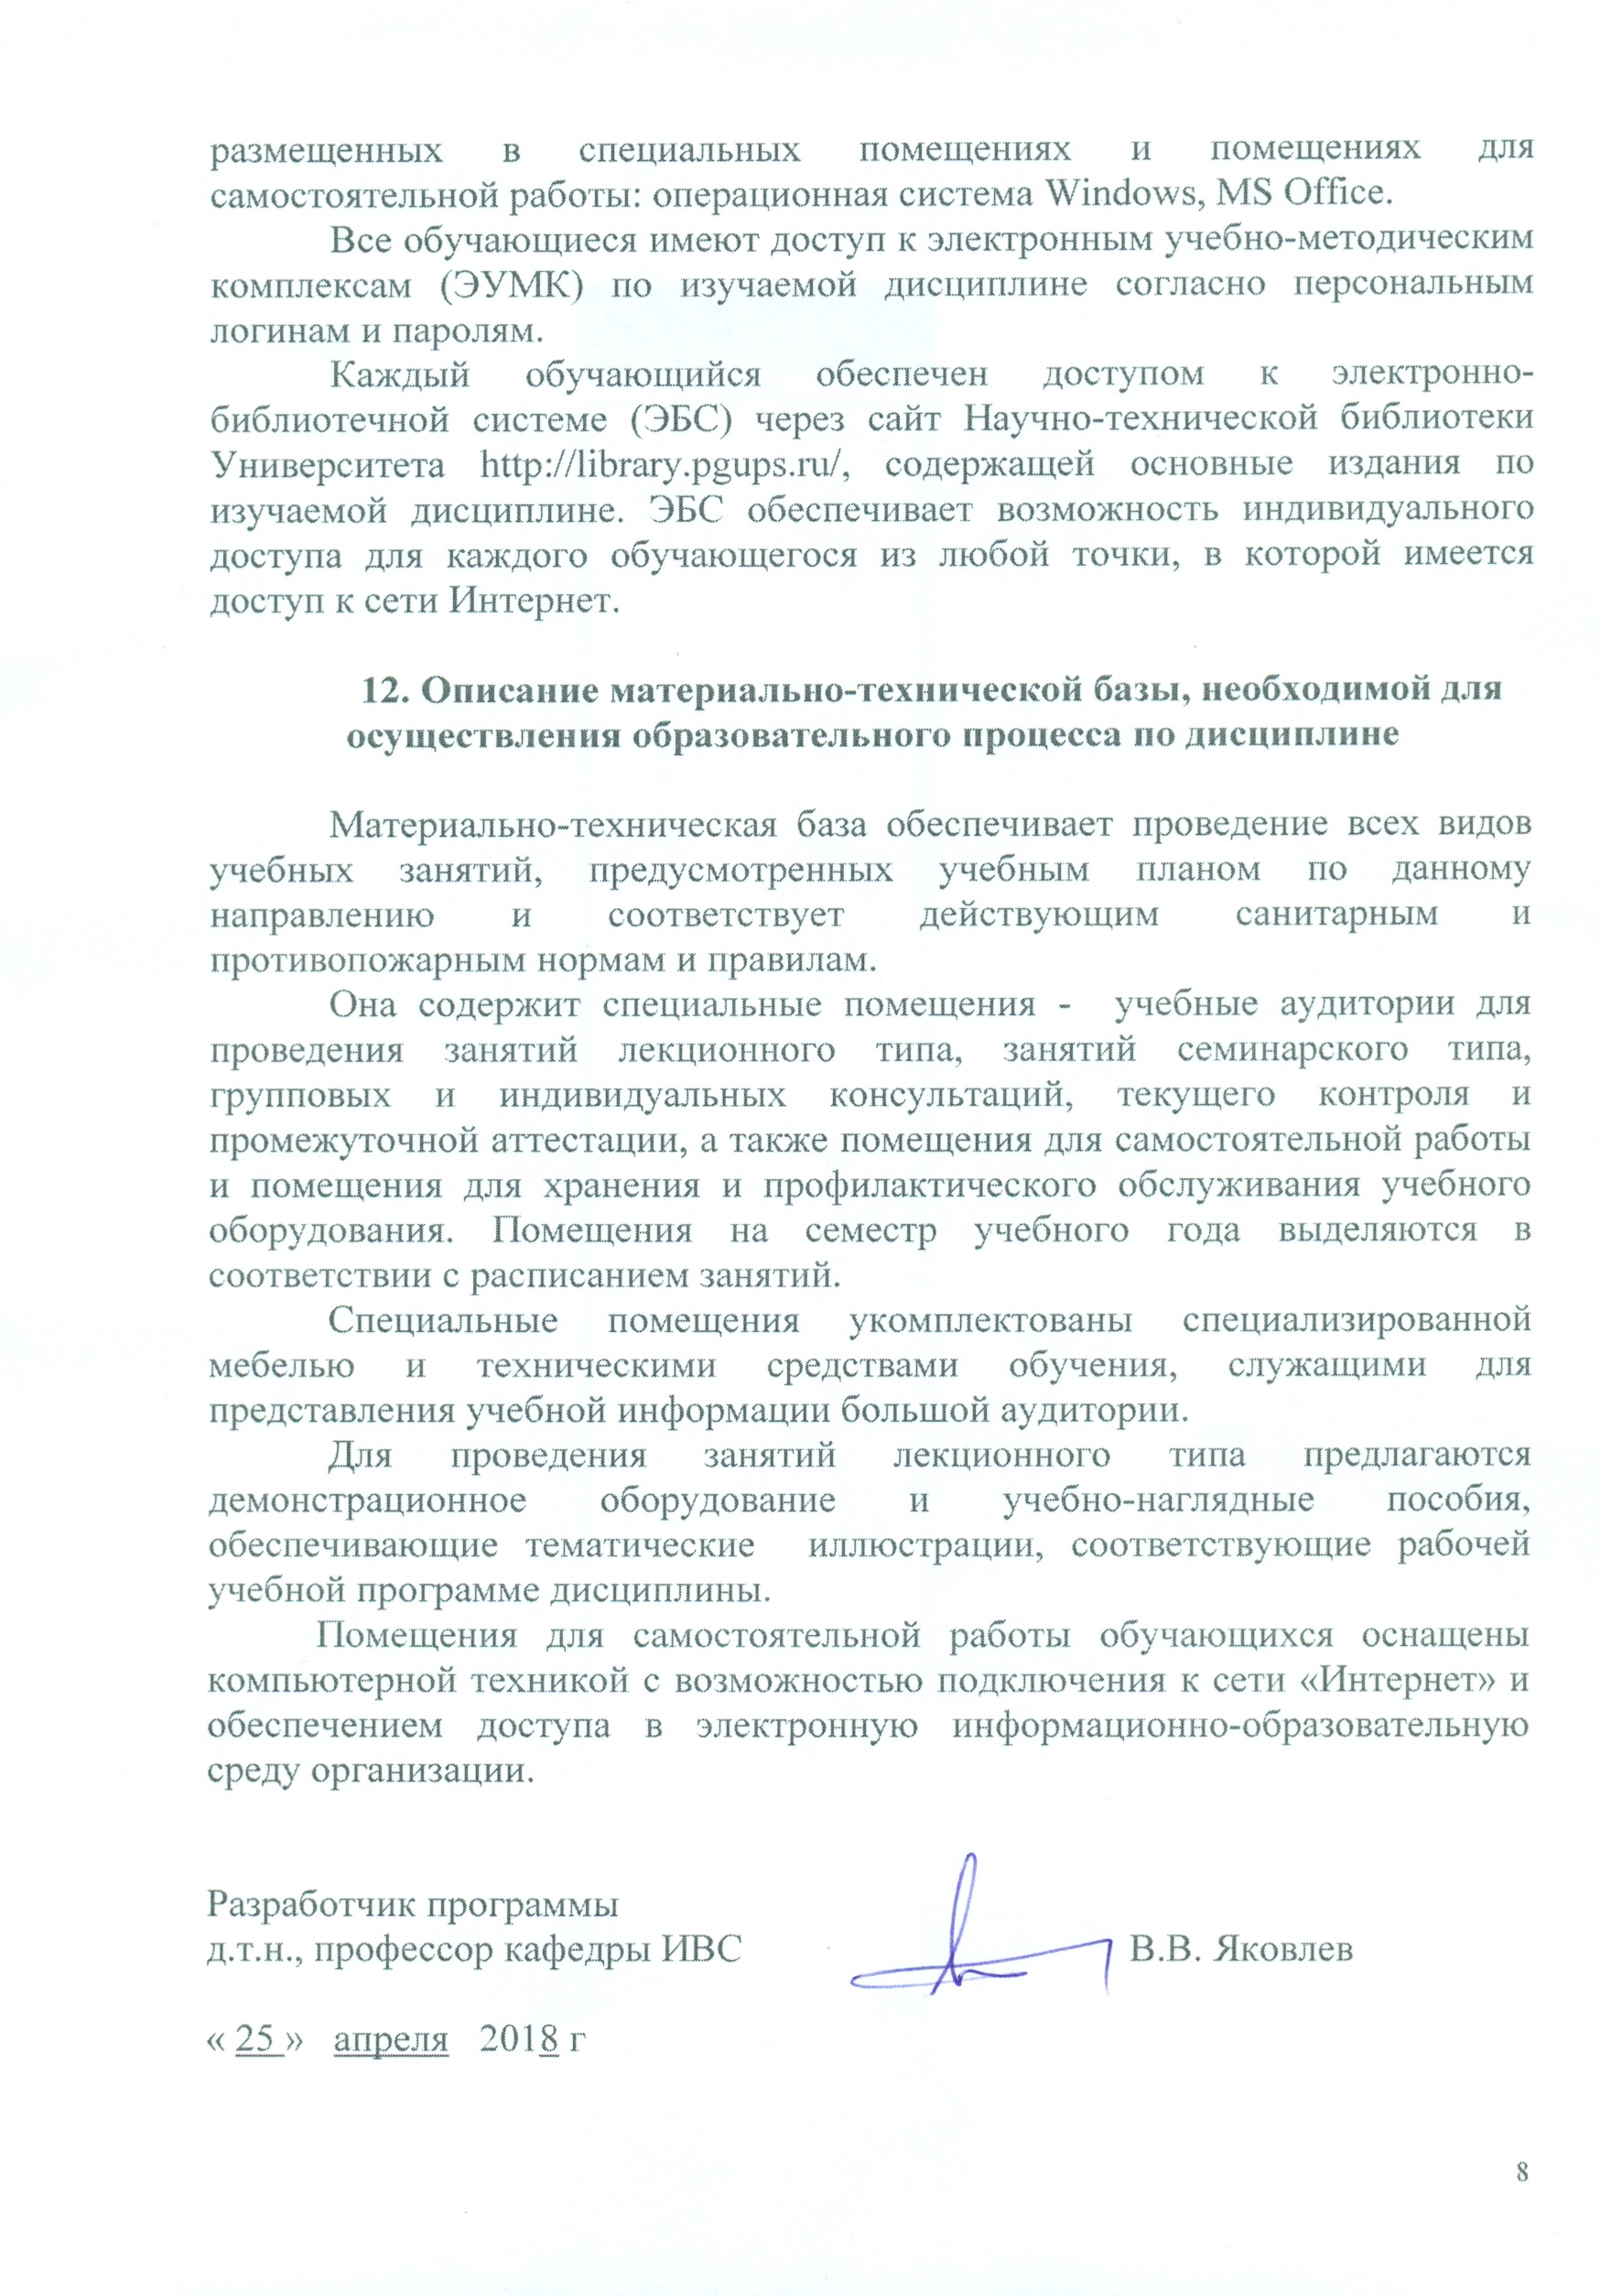 размещенных в специальных помещениях и помещениях для
самостоятельной работы: операционная система Windows, MS Office.
Все обучающиеся имеют доступ к электронным учебно-методическим
комплексам (ЭУМК) по изучаемой дисциплине согласно персональным
логинам и паролям.
Каждый обучающийся обеспечен доступом к электронно-
библиотечной системе (ЭБС) через сайт Научно-технической библиотеки
Университета http://library.pgups.ru/, содержащей основные издания по
изучаемой дисциплине. ЭБС обеспечивает возможность индивидуального
доступа для каждого обучающегося из любой точки, в которой имеется
доступ к сети Интернет.
12. Описание материально-технической базы, необходимой для
осуществления образовательного процесса по дисциплине
Материально-техническая база обеспечивает проведение всех видов
учебных занятий, предусмотренных учебным планом по данному
направлению и соответствует действующим санитарным и
противопожарным нормам и правилам.
Она содержит специальные помещения - учебные аудитории для
проведения занятий лекционного типа, занятий семинарского типа,
групповых и индивидуальных консультаций, текущего контроля и
промежуточной аттестации, а также помещения для самостоятельной работы
и помещения для хранения и профилактического обслуживания учебного
оборудования. Помещения на семестр учебного года выделяются в
соответствии с расписанием занятий.
Специальные помещения укомплектованы специализированной
мебелью и техническими средствами обучения, служащими для
представления учебной информации большой аудитории.
Для проведения занятий лекционного типа предлагаются
демонстрационное оборудование и учебно-наглядные пособия,
обеспечивающие тематические иллюстрации, соответствующие рабочей
учебной программе дисциплины.
Помещения для самостоятельной работы обучающихся оснащены
компьютерной техникой с возможностью подключения к сети «Интернет» и
обеспечением доступа в электронную информационно-образовательную
среду организации.
Разработчик программы
д.т.н., профессор кафедры ИВС В.В. Яковлев
« 25 » апреля 2018 г
8